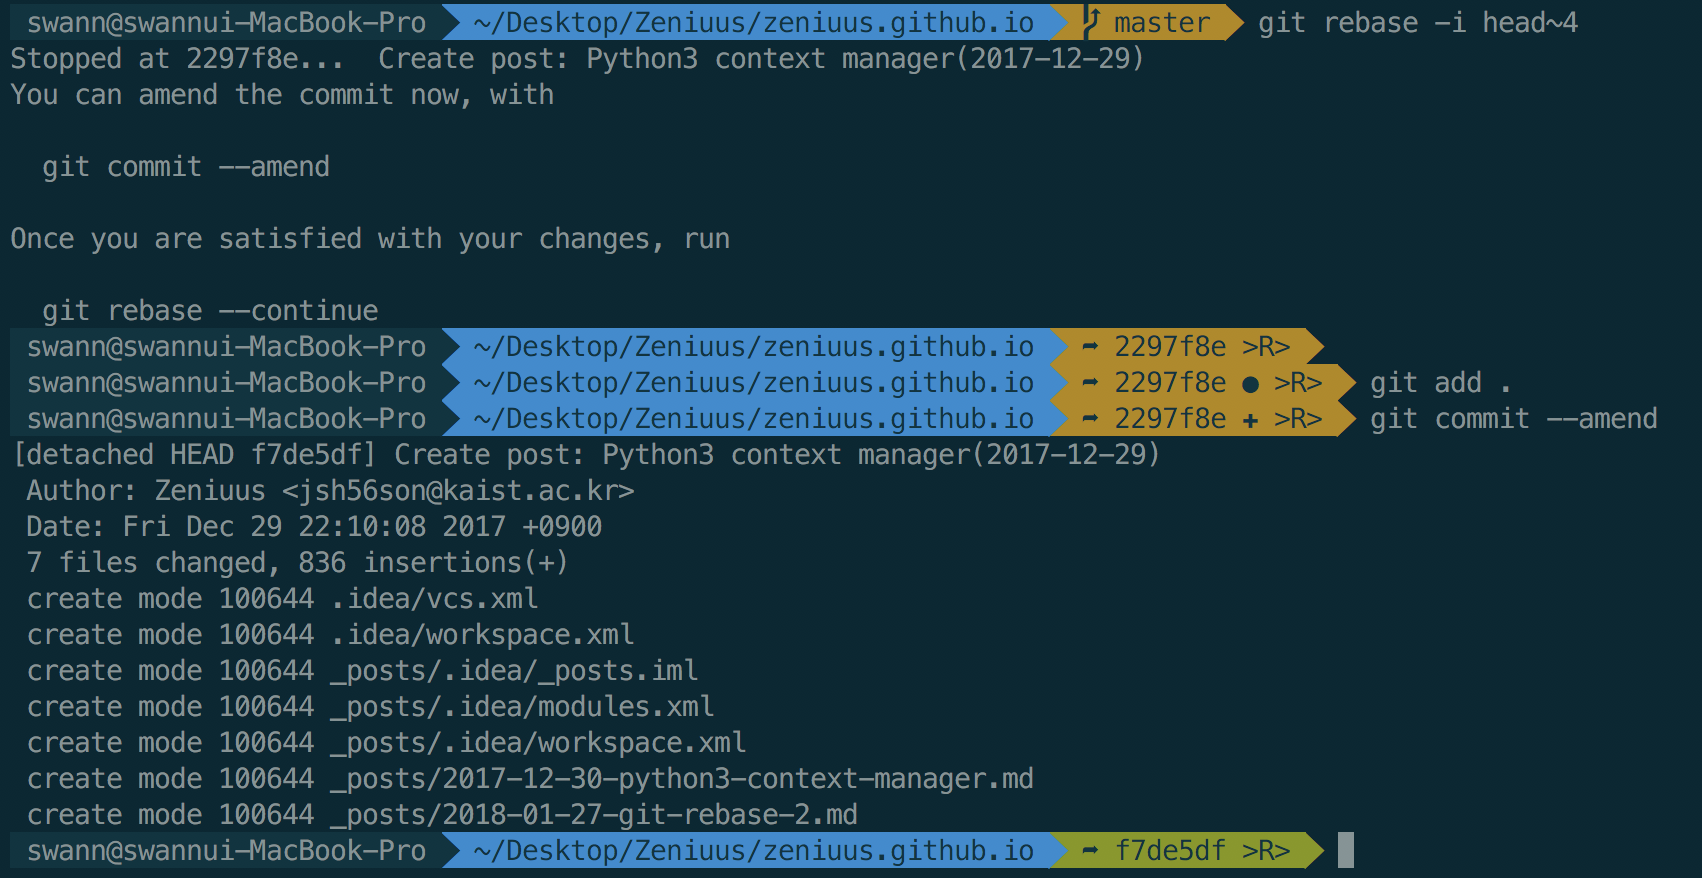 swann@swannui-MacBook-Pro ~/Desktop/Zeniuus/zeniuus.github.io master git rebase -i head~4
Stopped at 2297f8e... Create post: Python3 context manager(2017-12-29)
You can amend the commit now, with
git commit --amend
Once you are satisfied with your changes, run
git rebase --continue
swann@swannui-MacBook-Pro ~/Desktop/Zeniuus/zeniuus.github.io ➦ 2297f8e >R>
swann@swannui-MacBook-Pro ~/Desktop/Zeniuus/zeniuus.github.io ➦ 2297f8e ● >R> git add .
swann@swannui-MacBook-Pro ~/Desktop/Zeniuus/zeniuus.github.io ➦ 2297f8e ✚ >R> git commit --amend
[detached HEAD f7de5df] Create post: Python3 context manager(2017-12-29)
Author: Zeniuus <jsh56son@kaist.ac.kr>
Date: Fri Dec 29 22:10:08 2017 +0900
7 files changed, 836 insertions(+)
create mode 100644 .idea/vcs.xml
create mode 100644 .idea/workspace.xml
create mode 100644 _posts/.idea/_posts.iml
create mode 100644 _posts/.idea/modules.xml
create mode 100644 _posts/.idea/workspace.xml
create mode 100644 _posts/2017-12-30-python3-context-manager.md
create mode 100644 _posts/2018-01-27-git-rebase-2.md
swann@swannui-MacBook-Pro ~/Desktop/Zeniuus/zeniuus.github.io ➦ f7de5df >R>